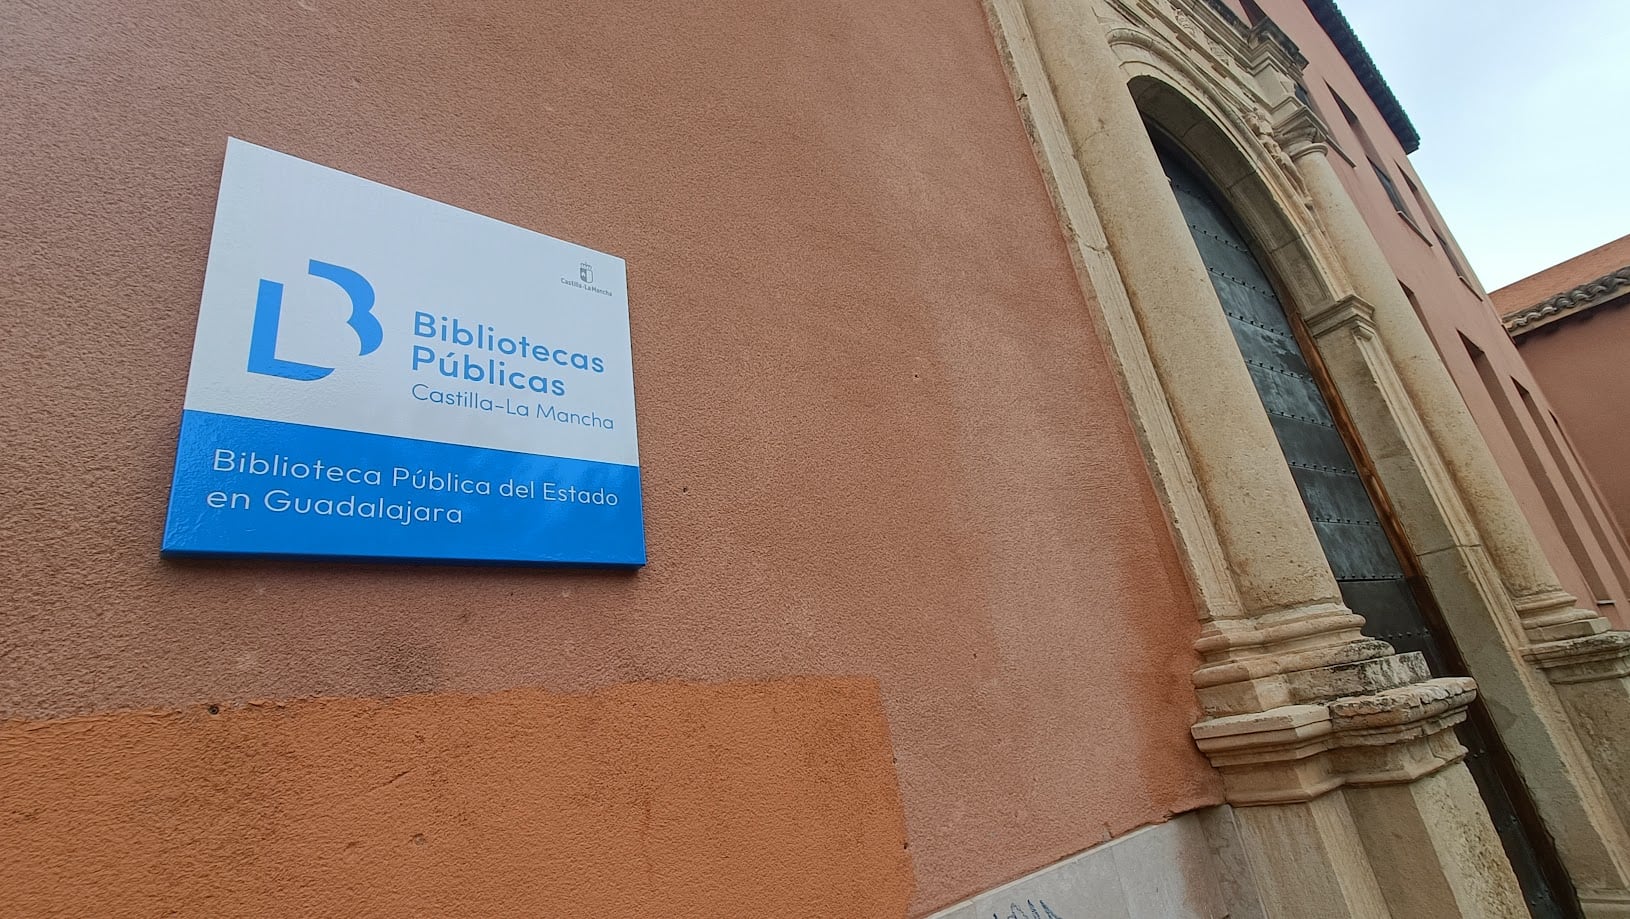 Castilla-La Mancha
Bibliotecas
Públicas
Castilla-La Mancha
Biblioteca Pública del Estado
en Guadalajara